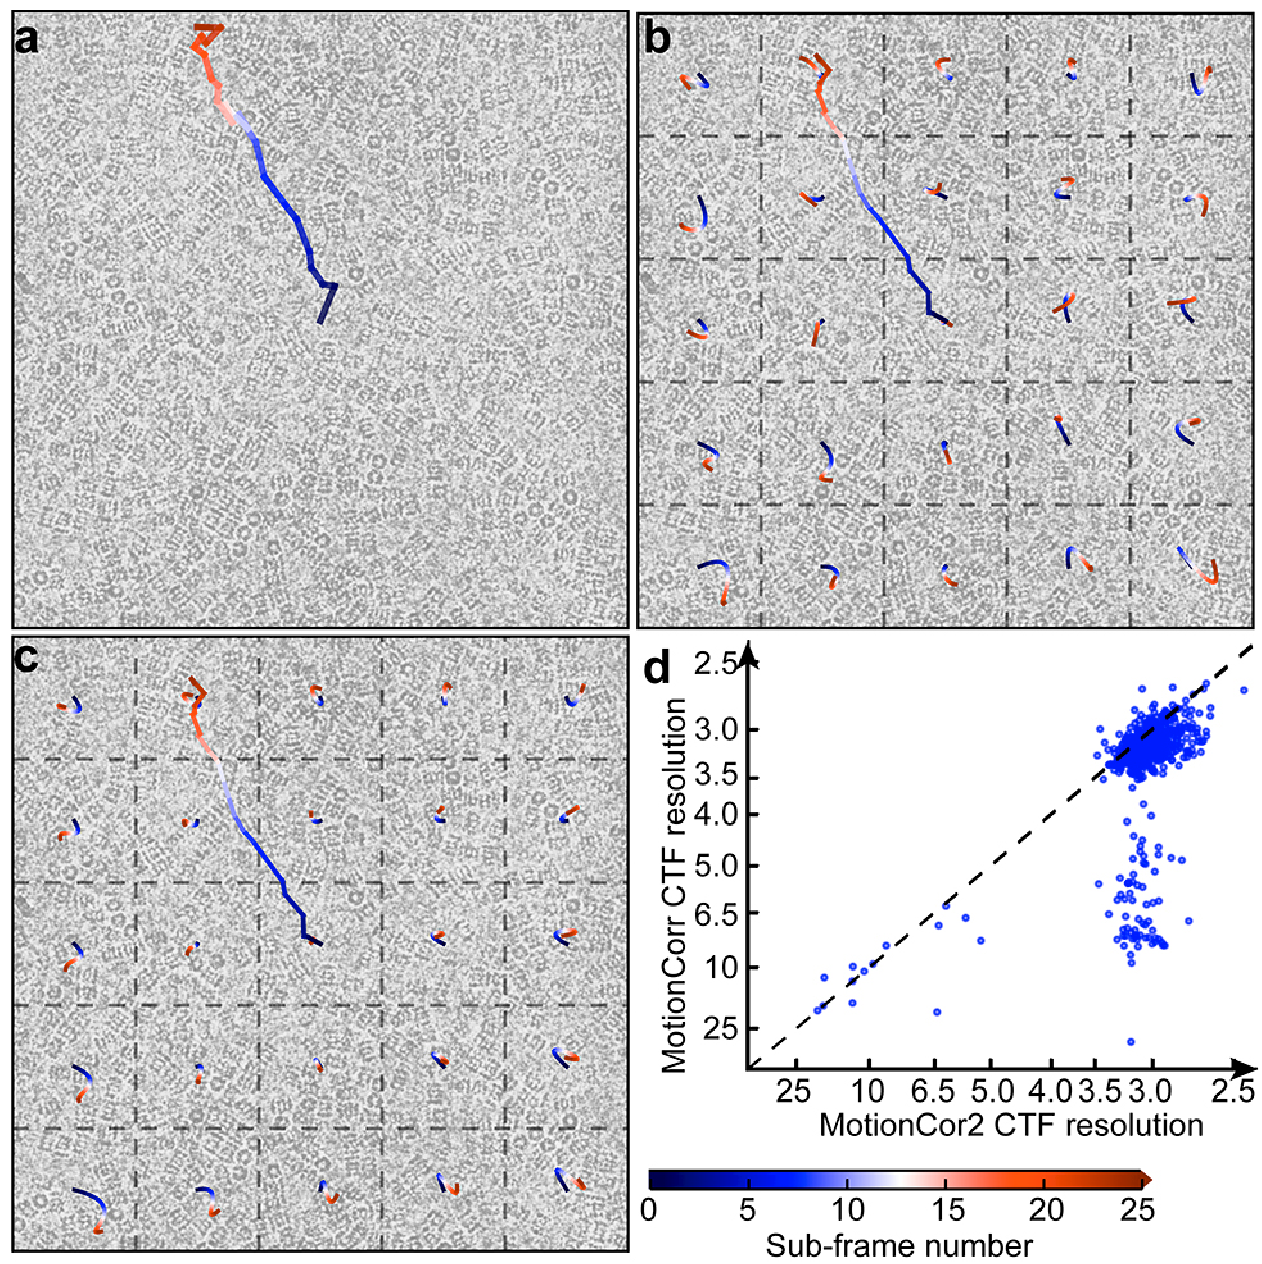 a
b
c
d
MotionCorr CTF resolution
2.5
3.0
3.5
4.0
5.0
6.5
10
25
25 10 6.5 5.0 4.0 3.5 3.0 2.5
MotionCor2 CTF resolution
0 5 10 15 20 25
Sub-frame number